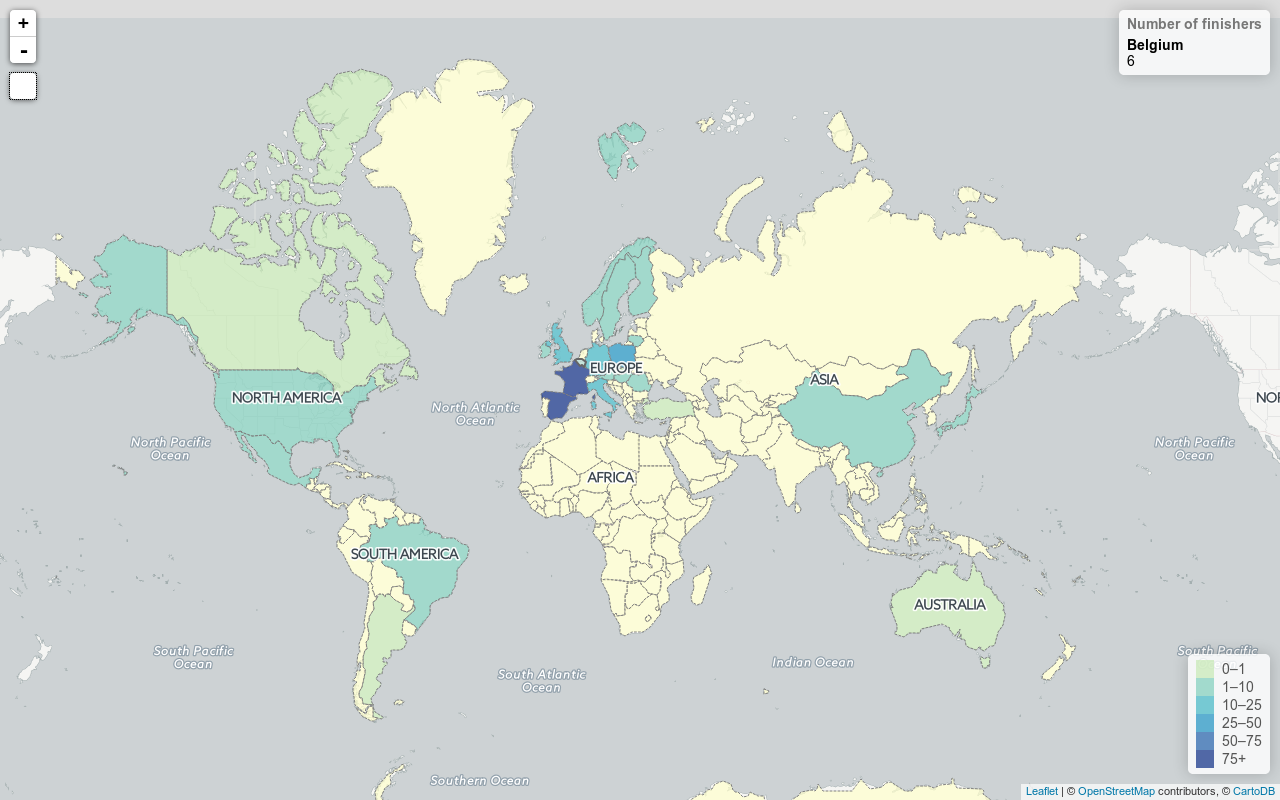 +
-
Number of finishers
Belgium
6
EUROPE
ASIA
NORTH AMERICA
NOR
North Atlantic
Ocean
North Pacific
Ocean
North Pacific
Ocean
AFRICA
SOUTH AMERICA
AUSTRALIA
South Pacific
Ocean
South Pacific
Indian Ocean
South Atlantic
Ocean
Southern Ocean
0–1
1–10
10–25
25–50
50–75
75+
Leaflet | © OpenStreetMap contributors, © CartoDB